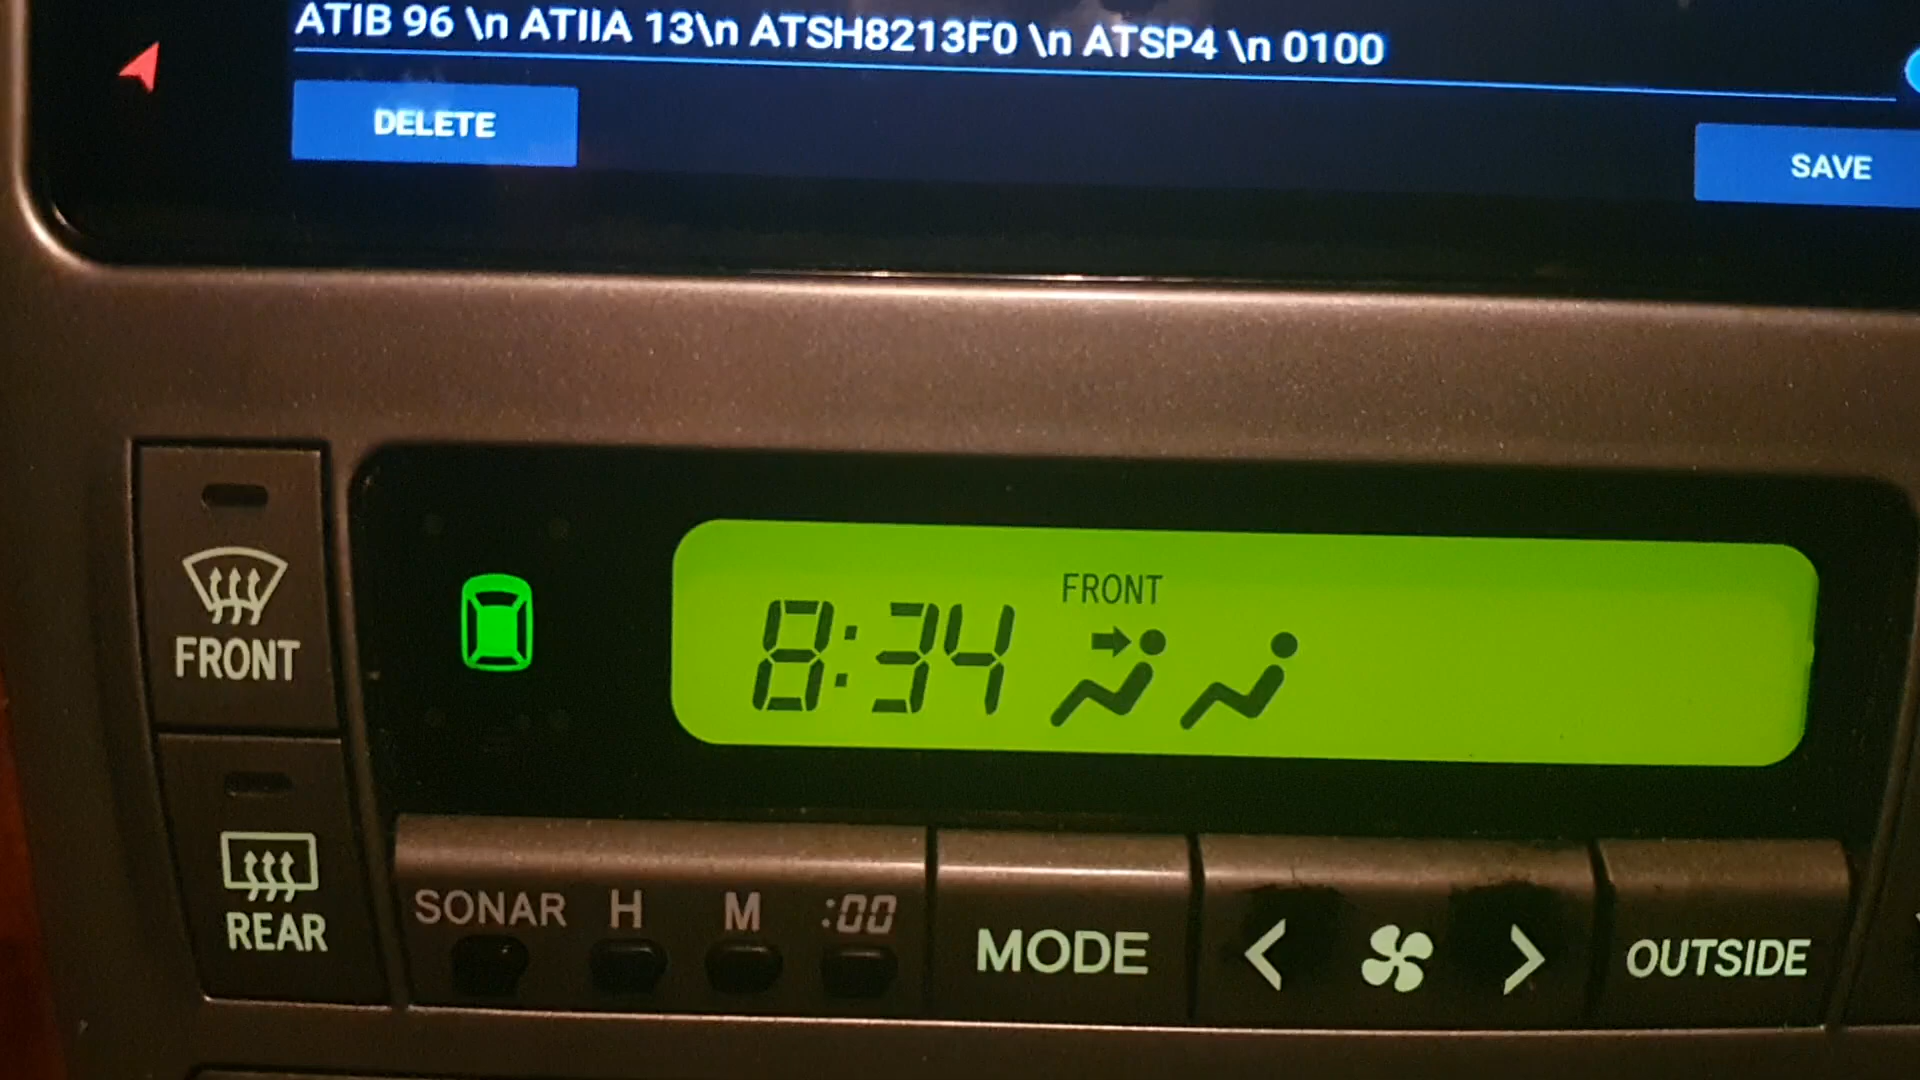 ATIB 96 \n ATIIA 13\n ATSH8213F0 \n ATSP4 \n 0100
DELETE
SAVE
FRONT
8:34
FRONT
SONAR H M :00
REAR
MODE
OUTSIDE